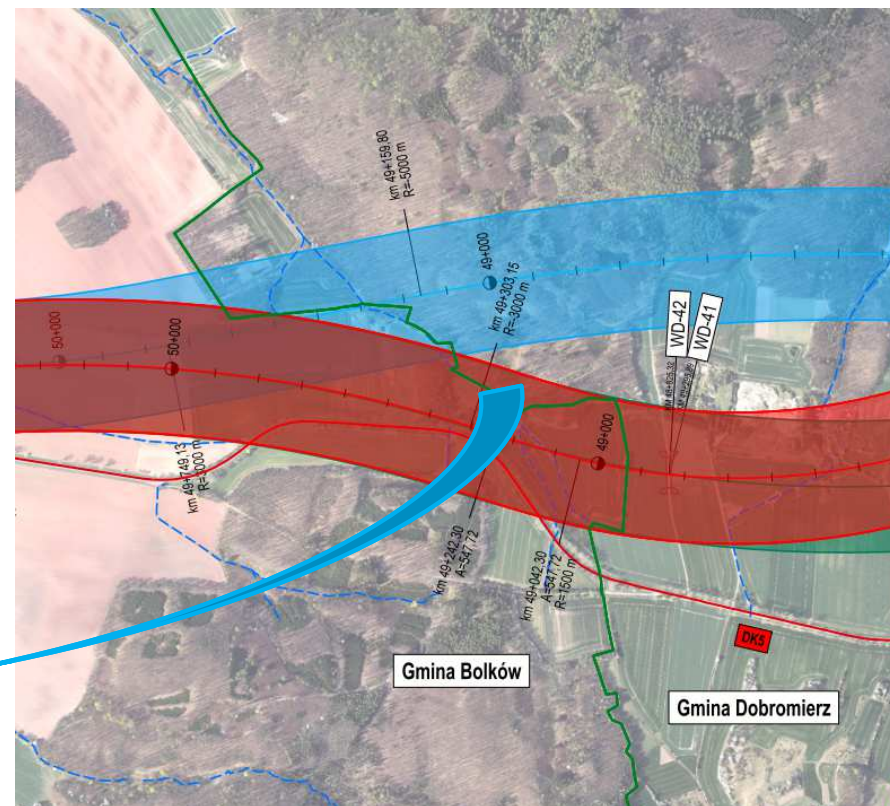 km 49+159,80
R=-5000 m
49+000
km 49+303,15
R=-3000 m
WD-42
WD-41
50+000
50+000
49+000
km 49+749,13
R=3000 m
km 49+242,30
A=547,72
km 49+042,30
A=547,72
R=1500 m
DK5
Gmina Bolków
Gmina Dobromierz